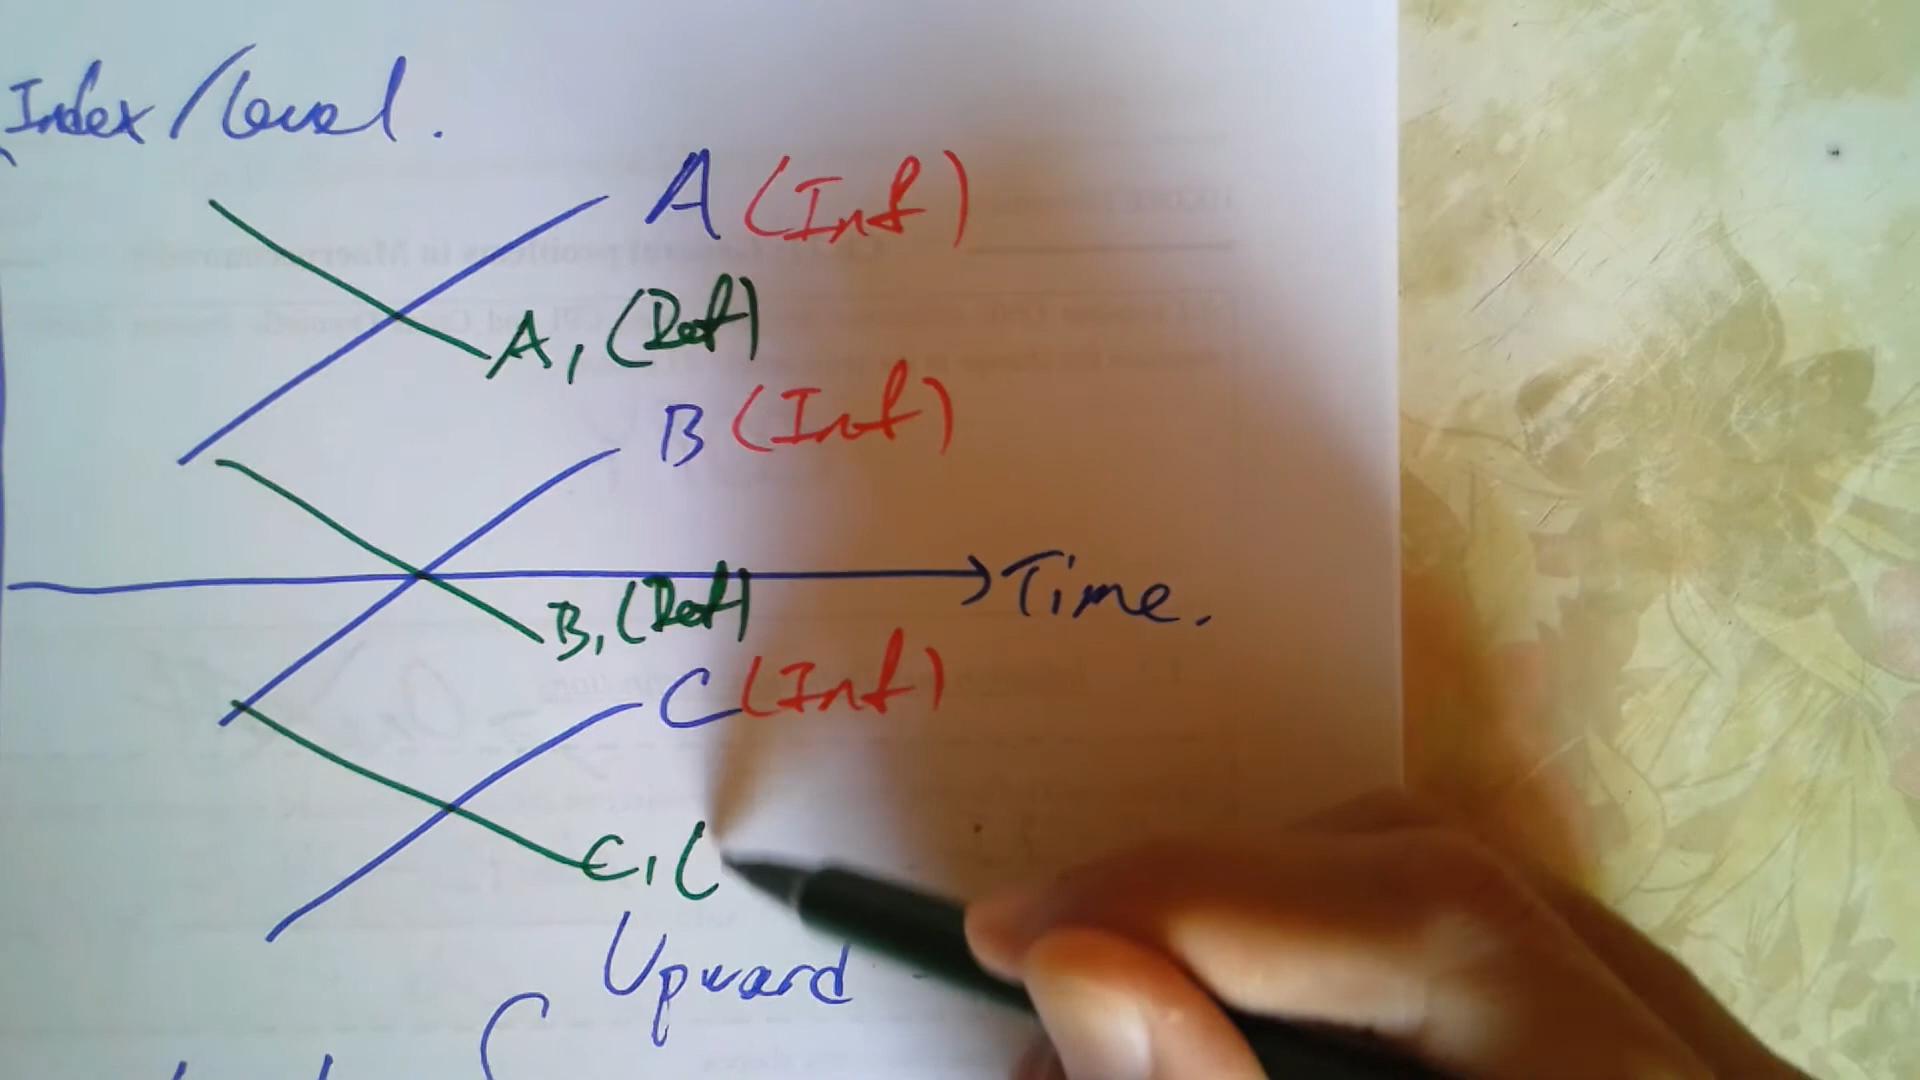 Index/level.
A (Inf)
A, (Def)
B (Inf)
Time.
B, (Def)
C (Inf)
C, (
Upward